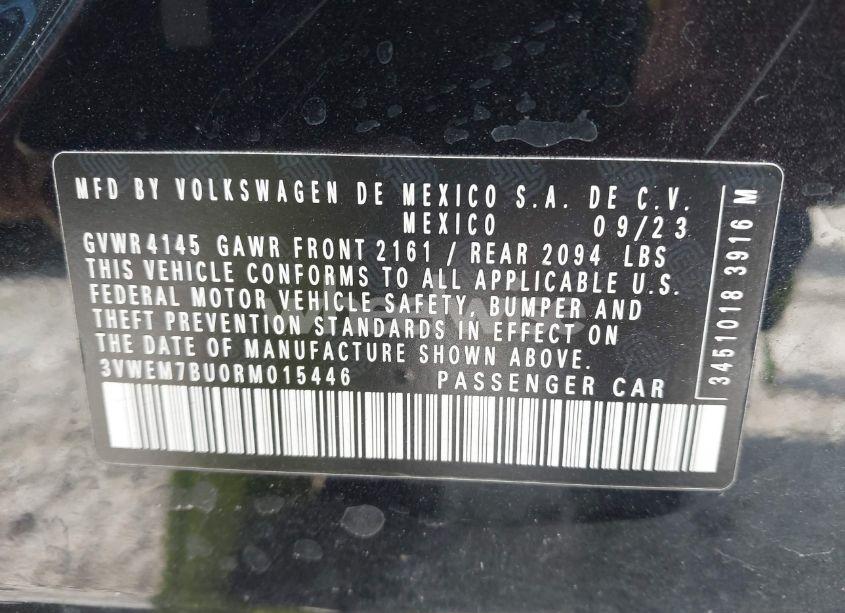 MFD BY VOLKSWAGEN DE MEXICO S.A. DE C.V.
MEXICO 09/23
GVWR 4145 GAWR FRONT 2161 / REAR 2094 LBS
THIS VEHICLE CONFORMS TO ALL APPLICABLE U.S.
FEDERAL MOTOR VEHICLE SAFETY, BUMPER AND
THEFT PREVENTION STANDARDS IN EFFECT ON
THE DATE OF MANUFACTURE SHOWN ABOVE.
3VWEM7BU0RM015446 PASSENGER CAR
3451018 3916 M